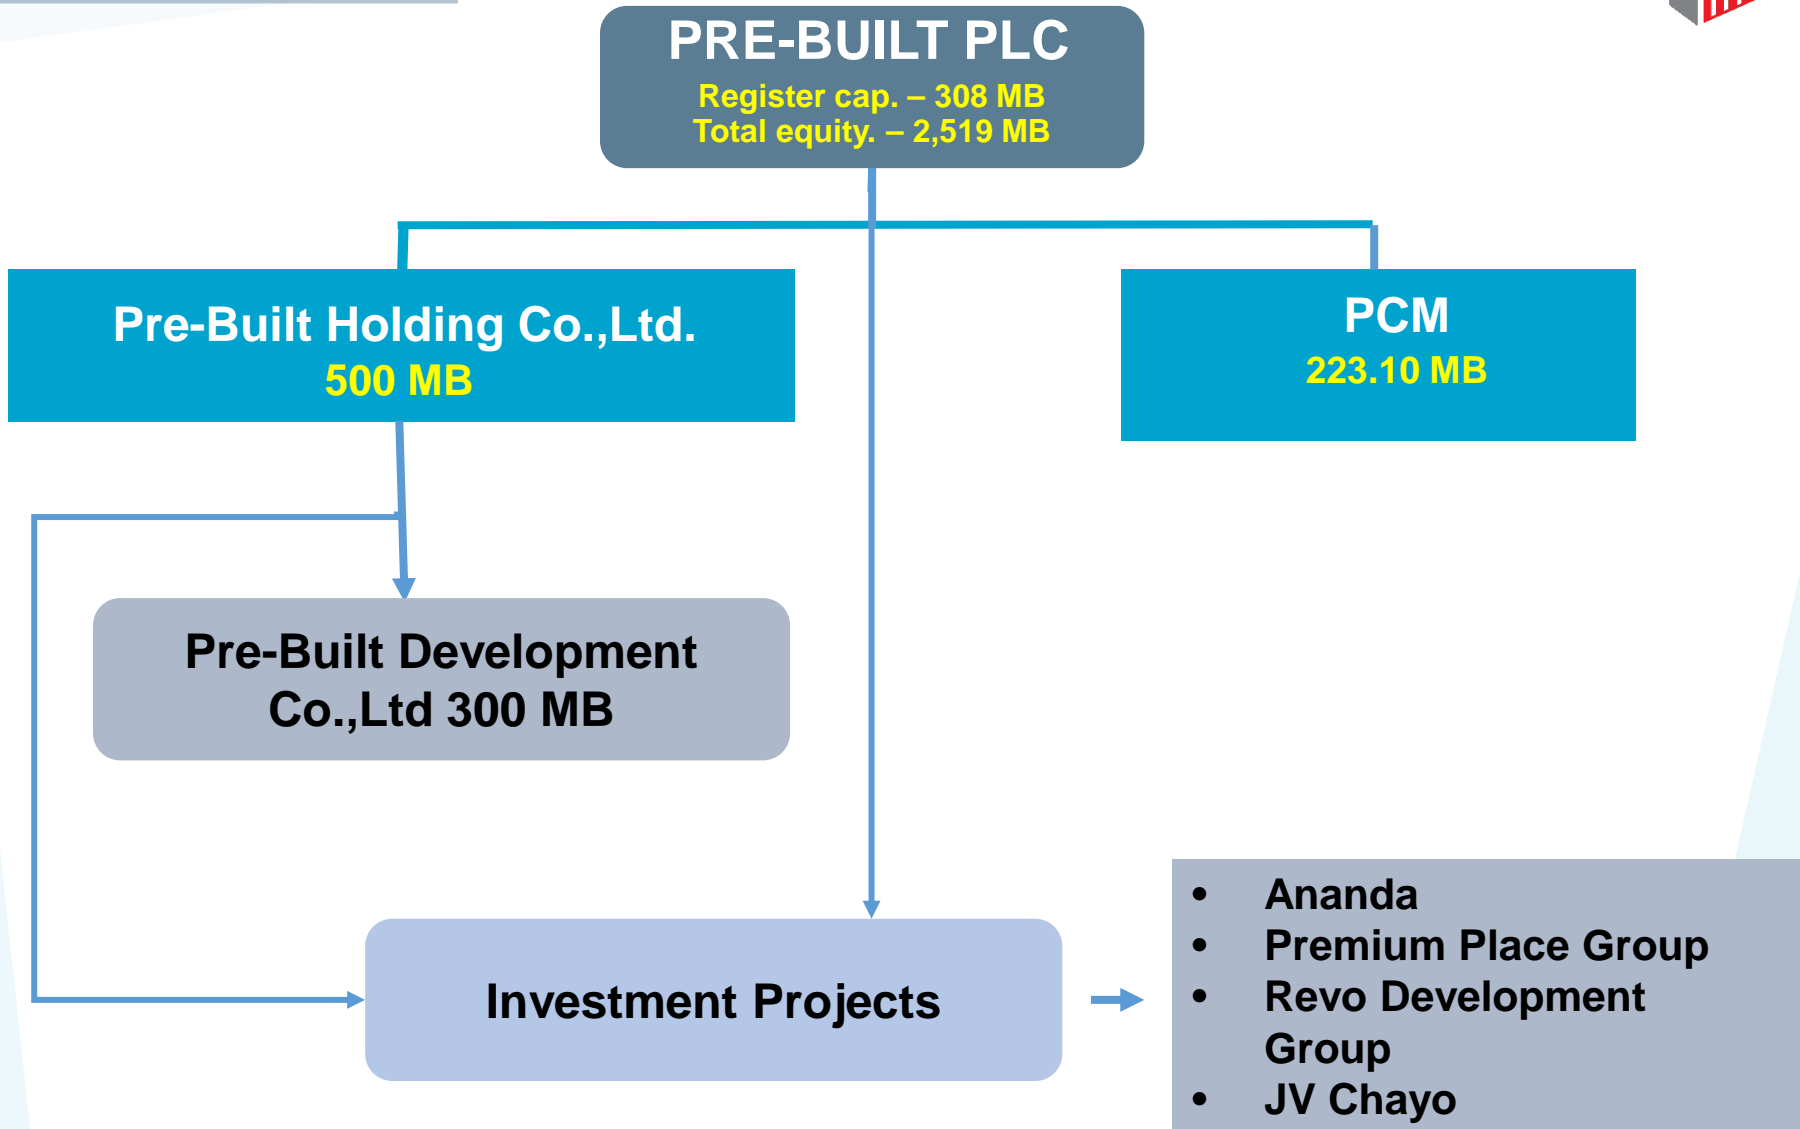 PRE-BUILT PLC
Register cap. – 308 MB
Total equity. – 2,519 MB
Pre-Built Holding Co.,Ltd.
500 MB
PCM
223.10 MB
Pre-Built Development
Co.,Ltd 300 MB
Investment Projects
• Ananda
• Premium Place Group
• Revo Development
Group
• JV Chayo